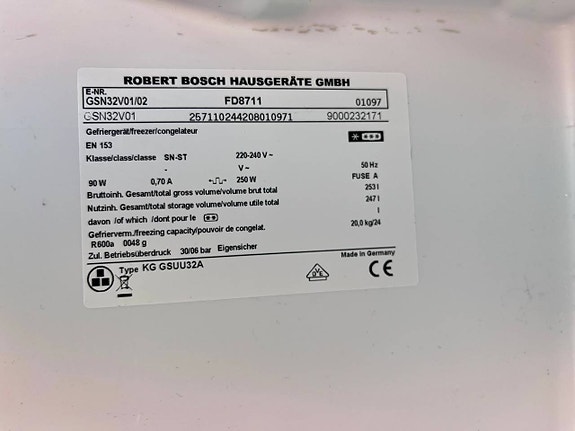 ROBERT BOSCH HAUSGERÄTE GMBH
E-NR.
GSN32V01/02 FD8711 01097
GSN32V01 257110244208010971 9000232171
Gefriergerät/freezer/congelateur
EN 153
Klasse/class/classe SN-ST 220-240 V~ 50 Hz
- V~ FUSE A
90 W 0,70 A 250 W
Bruttoinh. Gesamt/total gross volume/volume brut total 253 l
Nutzinh. Gesamt/total storage volume/volume utile total 247 l
davon /of which /dont pour le l
Gefrierverm./freezing capacity/pouvoir de congelat. 20,0 kg/24
R600a 0048 g
Zul. Betriebsüberdruck 30/06 bar Eigensicher
Made in Germany
Type KG GSUU32A CE